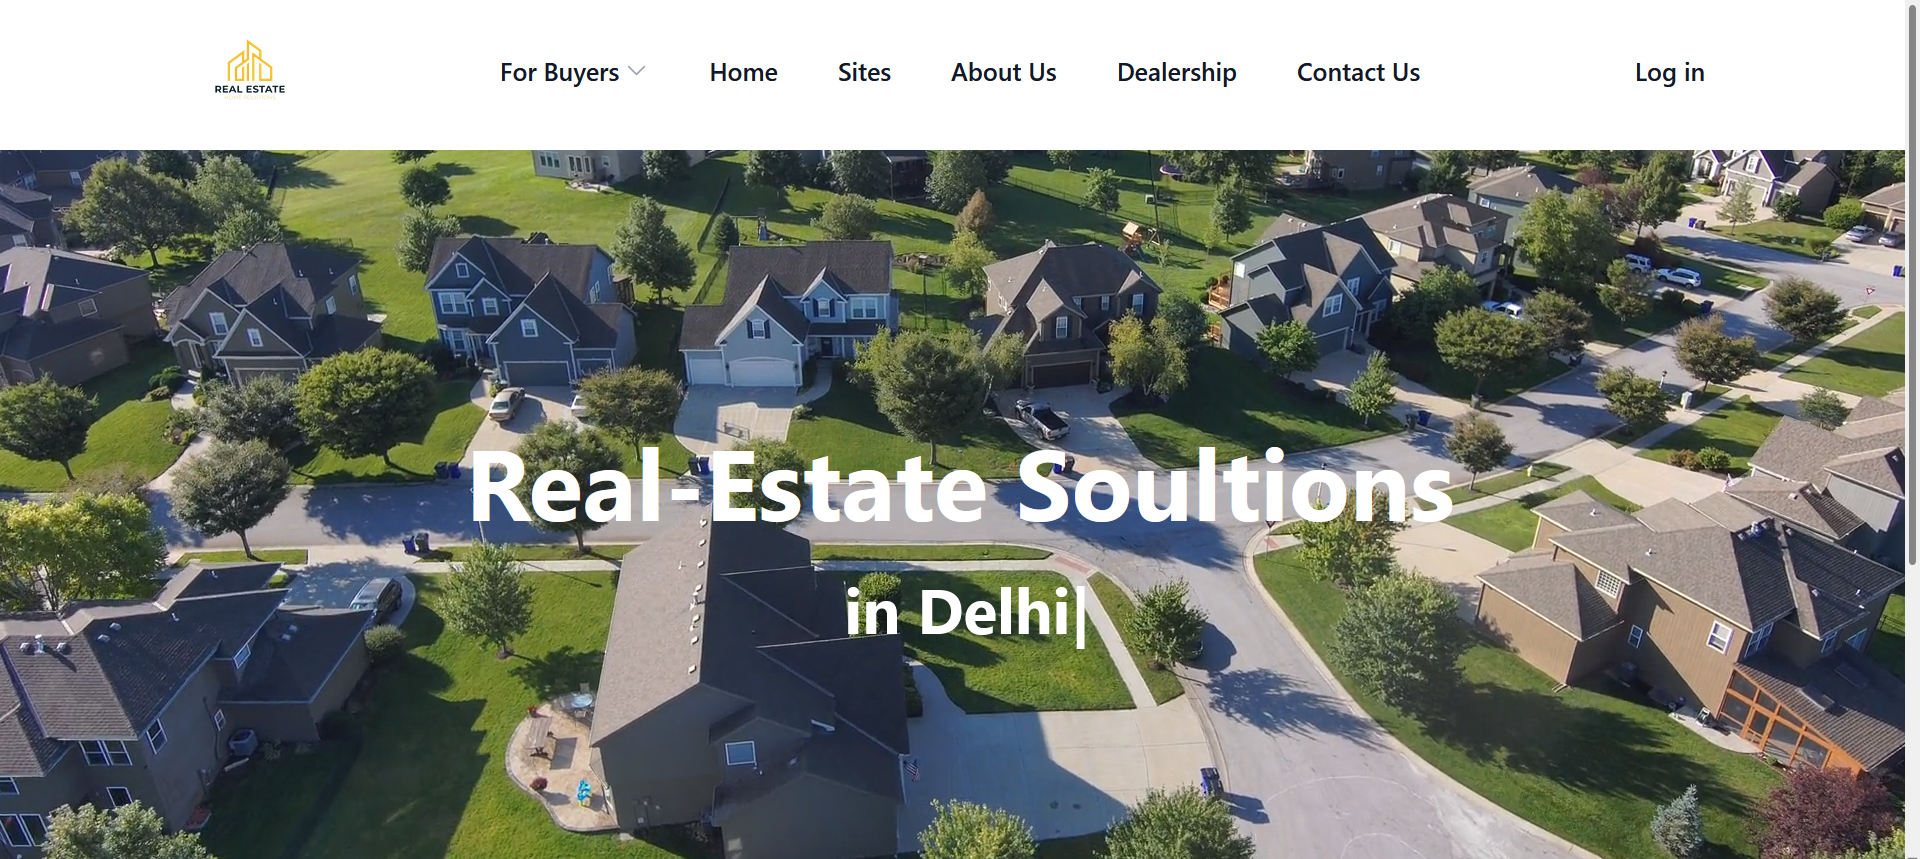 REAL ESTATE
For Buyers
Home
Sites
About Us
Dealership
Contact Us
Log in
Real-Estate Soultions
in Delhi|